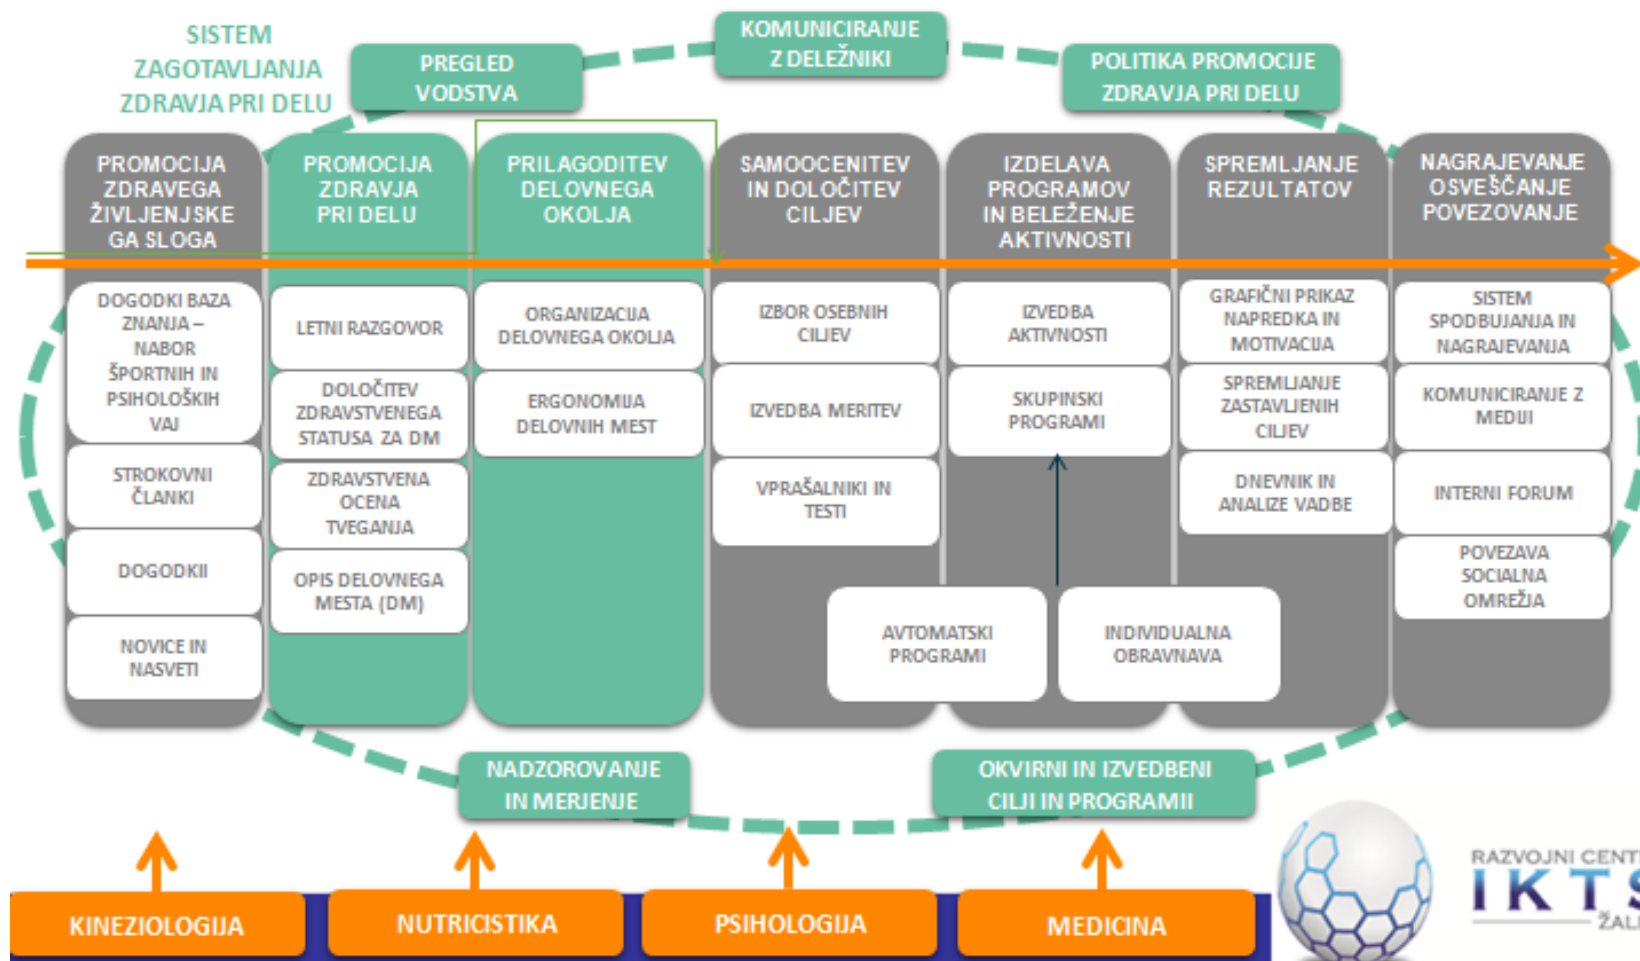 SISTEM
ZAGOTAVLJANJA
ZDRAVJA PRI DELU
PREGLED
VODSTVA
KOMUNICIRANJE
Z DELEŽNIKI
POLITIKA PROMOCIJE
ZDRAVJA PRI DELU
PROMOCIJA
ZDRAVEGA
ŽIVLJENJSKE
GA SLOGA
PROMOCIJA
ZDRAVJA
PRI DELU
PRILAGODITEV
DELOVNEGA
OKOLJA
SAMOOCENITEV
IN DOLOČITEV
CILJEV
IZDELAVA
PROGRAMOV
IN BELEŽENJE
AKTIVNOSTI
SPREMLJANJE
REZULTATOV
NAGRAJEVANJE
OSVEŠČANJE
POVEZOVANJE
DOGODKI BAZA
ZNANJA –
NABOR
ŠPORTNIH IN
PSIHOLOŠKIH
VAJ
STROKOVNI
ČLANKI
DOGODKII
NOVICE IN
NASVETI
LETNI RAZGOVOR
DOLOČITEV
ZDRAVSTVENEGA
STATUSA ZA DM
ZDRAVSTVENA
OCENA
TVEGANJA
OPIS DELOVNEGA
MESTA (DM)
ORGANIZACIJA
DELOVNEGA OKOLJA
ERGONOMIJA
DELOVNIH MEST
IZBOR OSEBNIH
CILJEV
IZVEDBA MERITEV
VPRAŠALNIKI IN
TESTI
IZVEDBA
AKTIVNOSTI
SKUPINSKI
PROGRAMI
AVTOMATSKI
PROGRAMI
INDIVIDUALNA
OBRAVNAVA
GRAFIČNI PRIKAZ
NAPREDKA IN
MOTIVACIJA
SPREMLJANJE
ZASTAVLJENIH
CILJEV
DNEVNIK IN
ANALIZE VADBE
SISTEM
SPODBUJANJA IN
NAGRAJEVANJA
KOMUNICIRANJE Z
MEDIJI
INTERNI FORUM
POVEZAVA
SOCIALNA
OMREŽJA
NADZOROVANJE
IN MERJENJE
OKVIRNI IN IZVEDBENI
CILJI IN PROGRAMII
KINEZIOLOGIJA
NUTRICISTIKA
PSIHOLOGIJA
MEDICINA
RAZVOJNI CENT
IKTS
ŽAL